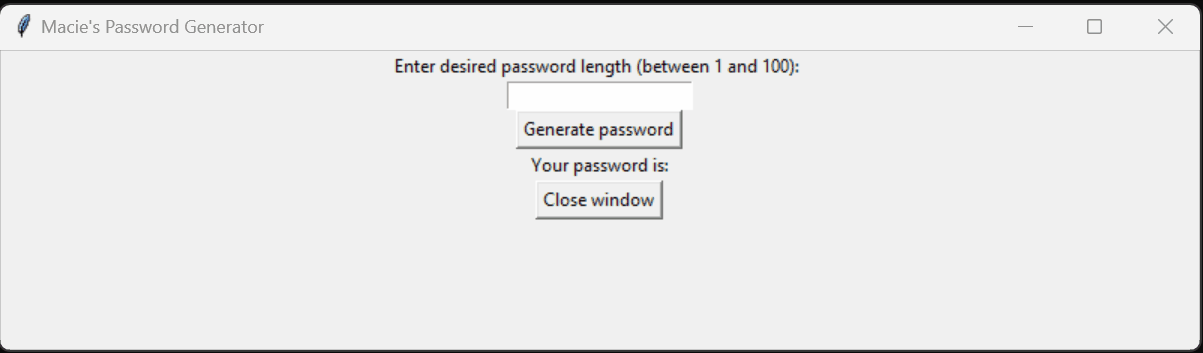 Macie's Password Generator
Enter desired password length (between 1 and 100):
Generate password
Your password is:
Close window